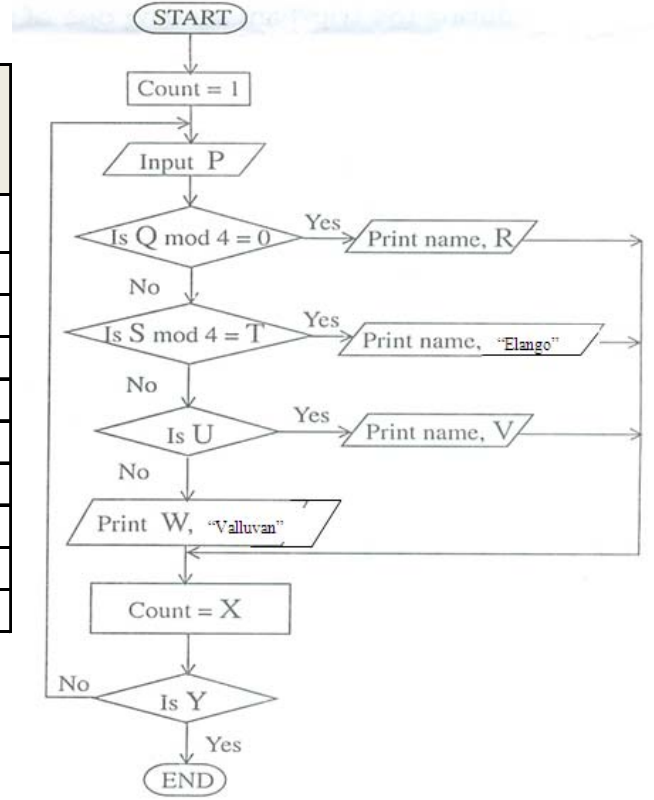 START
Count = 1
Input P
Is Q mod 4 = 0
Yes
Print name, R
No
Is S mod 4 = T
Yes
Print name, "Elango"
No
Is U
Yes
Print name, V
No
Print W, "Valluvan"
Count = X
No
Is Y
Yes
END